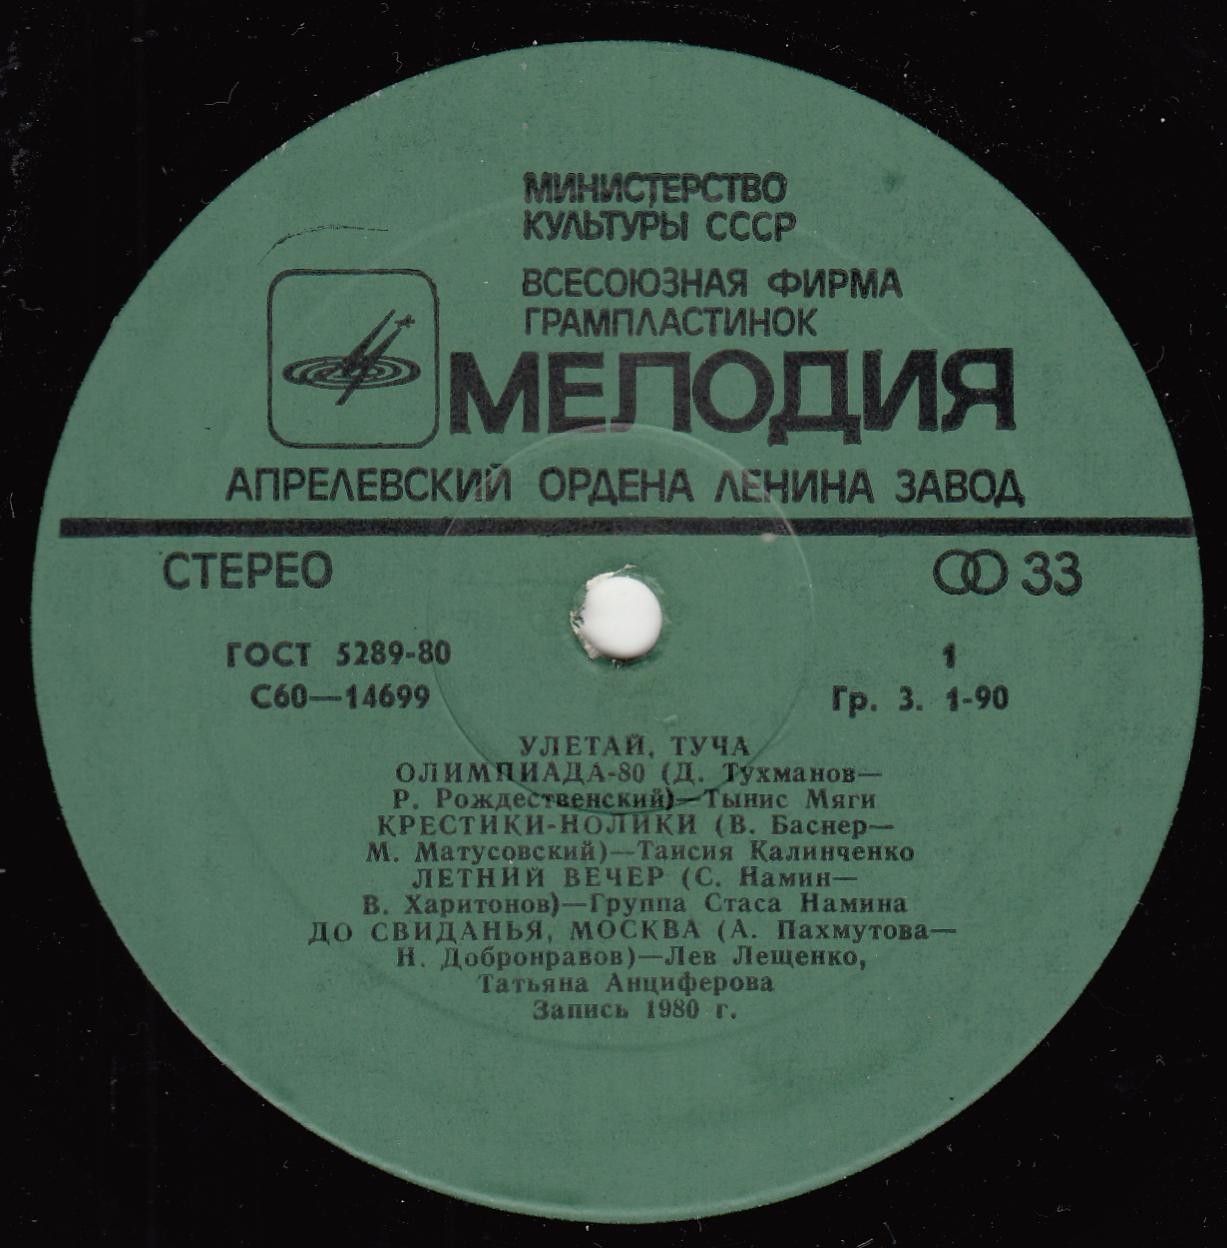 МИНИСТЕРСТВО
КУЛЬТУРЫ СССР
ВСЕСОЮЗНАЯ ФИРМА
ГРАМПЛАСТИНОК
МЕЛОДИЯ
АПРЕЛЕВСКИЙ ОРДЕНА ЛЕНИНА ЗАВОД
СТЕРЕО 33
ГОСТ 5289-80 1
С60—14699 Гр. 3. 1-90
УЛЕТАЙ, ТУЧА
ОЛИМПИАДА-80 (Д. Тухманов—
Р. Рождественский)—Тынис Мяги
КРЕСТИКИ-НОЛИКИ (В. Баснер—
М. Матусовский)—Таисия Калинченко
ЛЕТНИЙ ВЕЧЕР (С. Намин—
В. Харитонов)—Группа Стаса Намина
ДО СВИДАНЬЯ, МОСКВА (А. Пахмутова—
Н. Добронравов)—Лев Лещенко,
Татьяна Анциферова
Запись 1980 г.